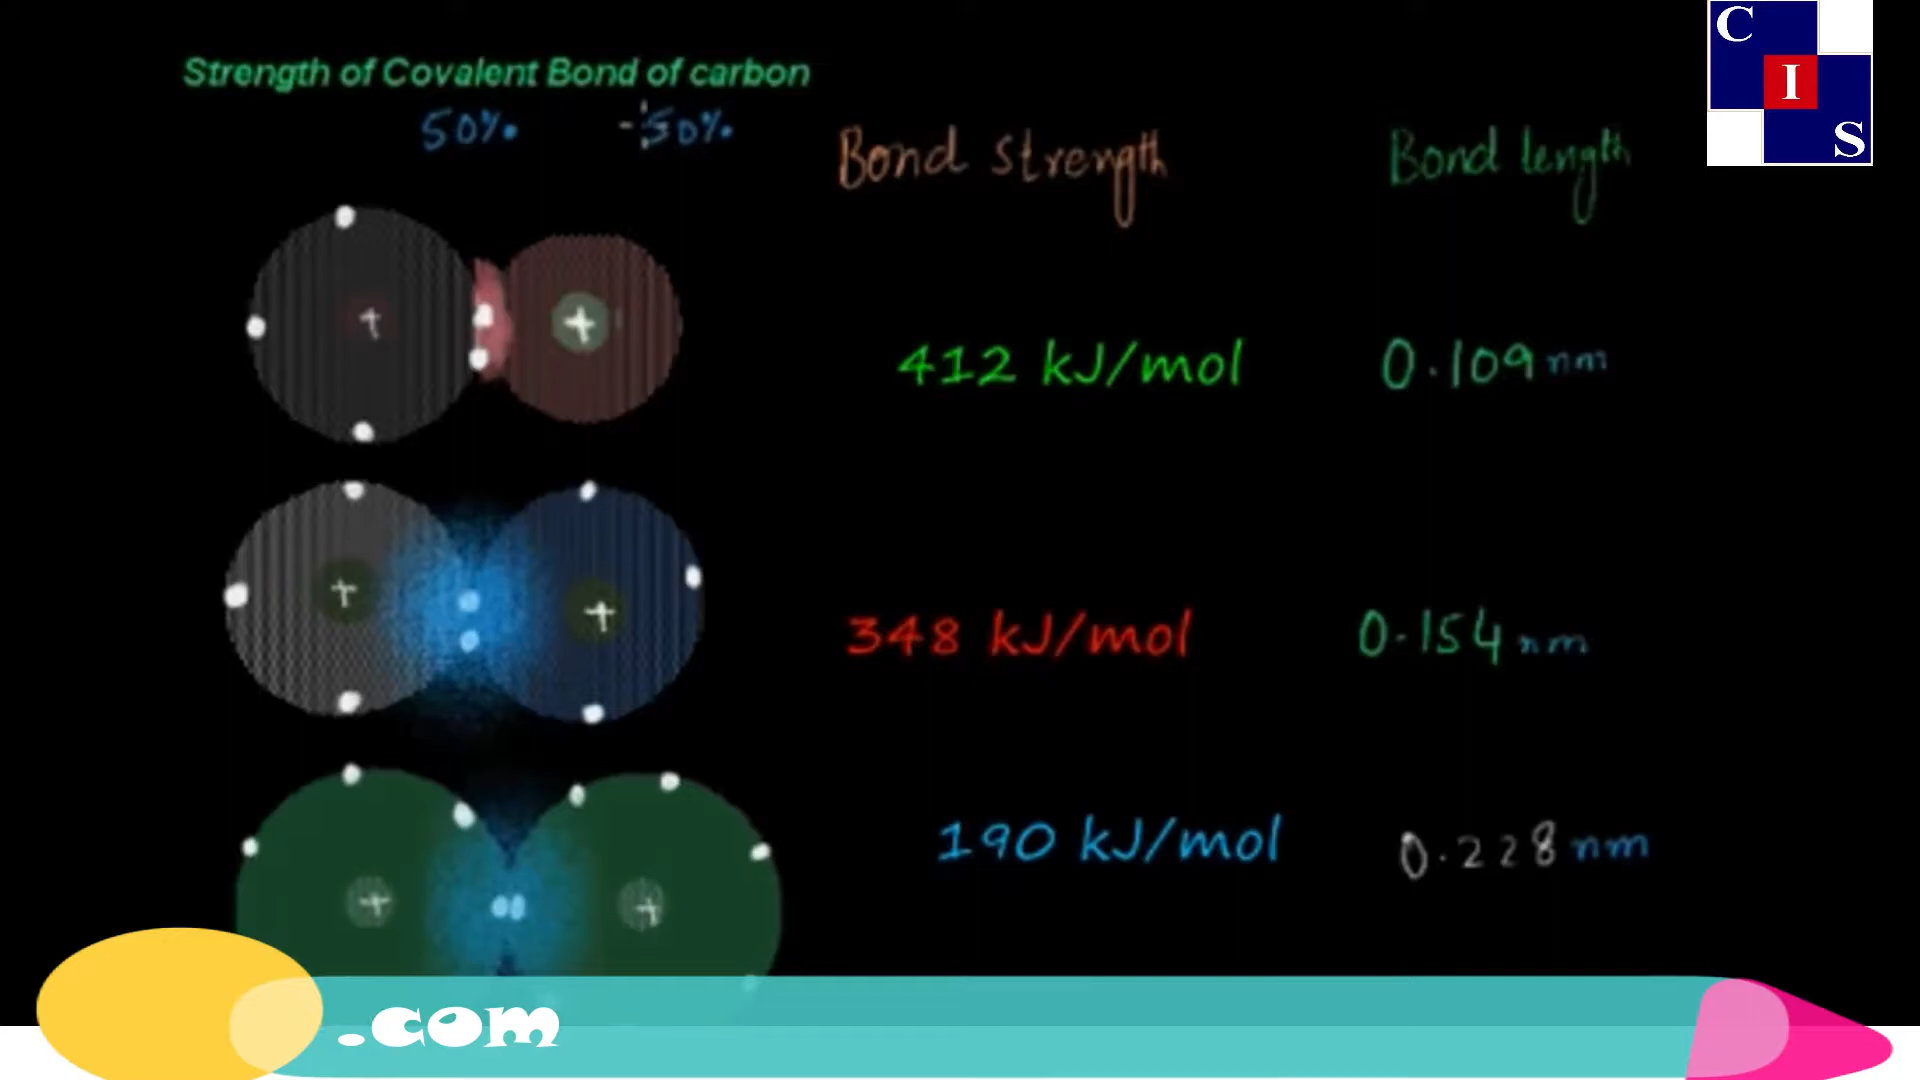 Strength of Covalent Bond of carbon
50% 50%
Bond strength Bond length
C
I
S
+ +
412 kJ/mol 0.109 nm
+ +
348 kJ/mol 0.154 nm
190 kJ/mol 0.228 nm
+ +
.com